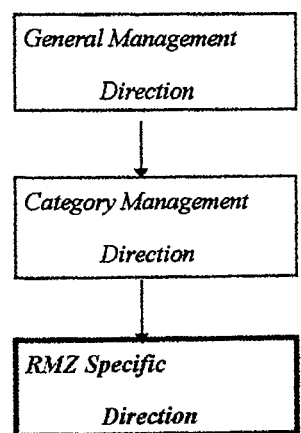 General Management
Direction
Category Management
Direction
RMZ Specific
Direction